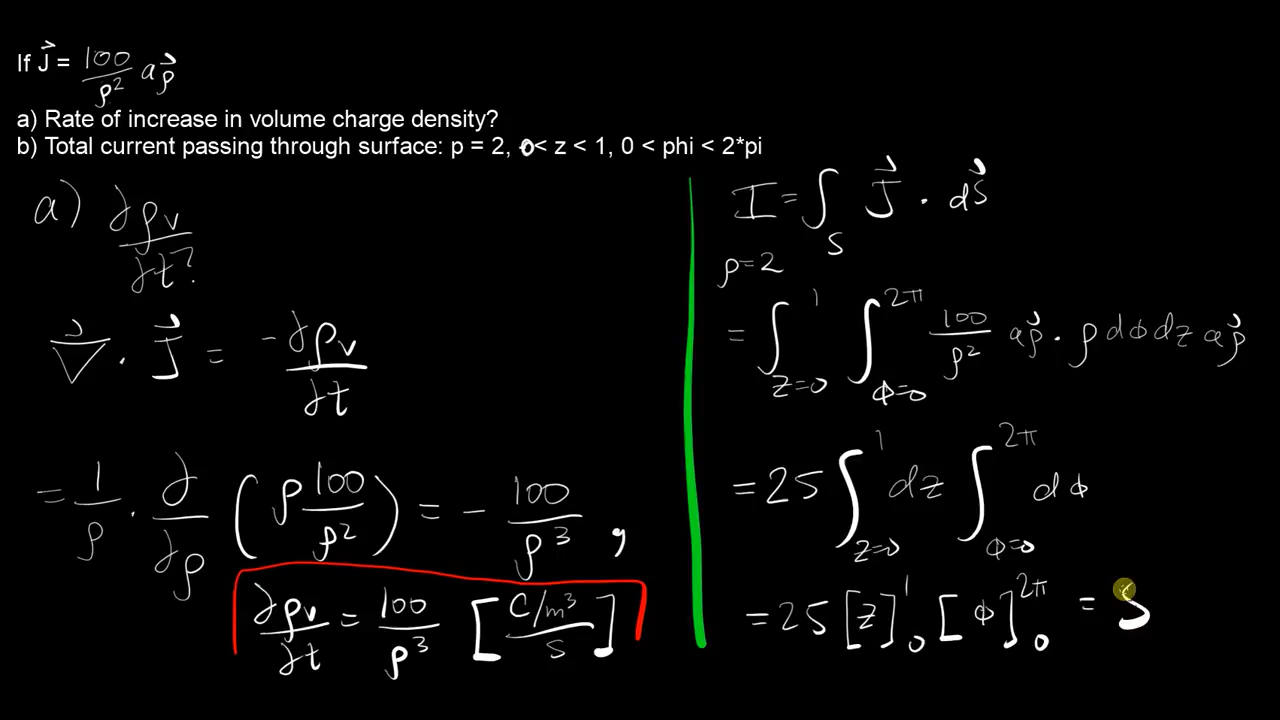 If J⃗ = 100/ρ² aρ⃗
a) Rate of increase in volume charge density?
b) Total current passing through surface: p = 2, 0 < z < 1, 0 < phi < 2*pi
a) ∂ρv/∂t?
∇⃗ · J⃗ = -∂ρv/∂t
= 1/ρ · ∂/∂ρ (ρ 100/ρ²) = - 100/ρ³ ,
∂ρv/∂t = 100/ρ³ [C/m³/s]
I = ∫S J⃗ · dS⃗
ρ=2
= ∫z=0 1 ∫φ=0 2π 100/ρ² aρ⃗ · ρ dφ dz aρ⃗
= 25 ∫z=0 1 dz ∫φ=0 2π dφ
= 25 [z]0 1 [φ]0 2π = 5